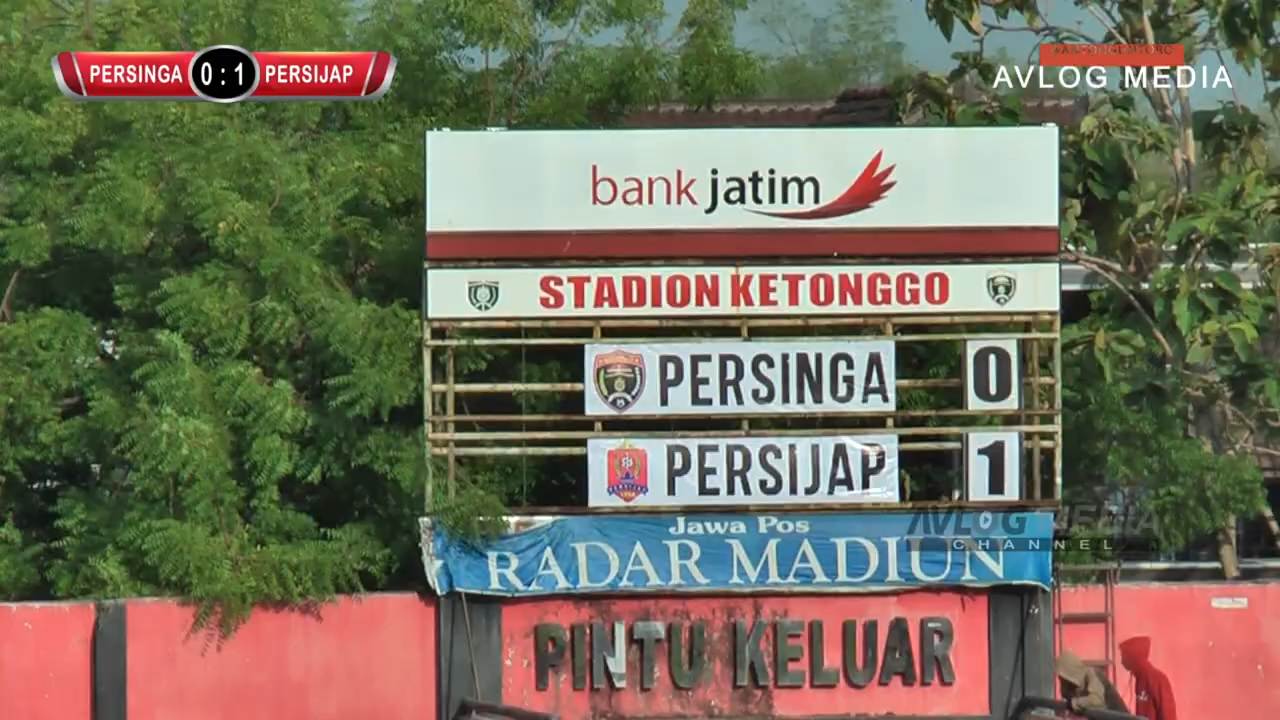 PERSINGA 0 : 1 PERSIJAP
AVLOG MEDIA
bank jatim
STADION KETONGGO
PERSINGA 0
PERSIJAP 1
Jawa Pos
RADAR MADIUN
AVLOG MEDIA
CHANNEL
PINTU KELUAR